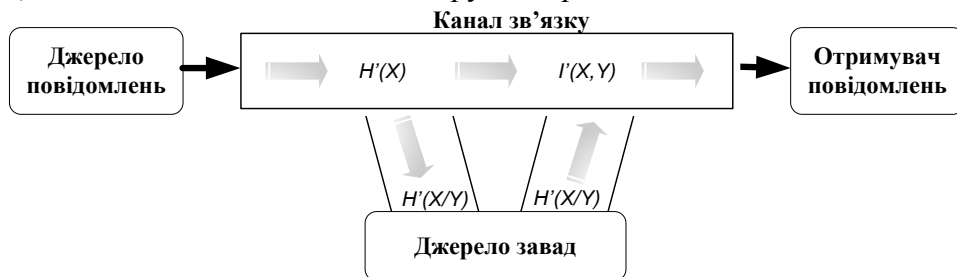 Канал зв’язку
Джерело
повідомлень
H’(X)
I’(X,Y)
Отримувач
повідомлень
H’(X/Y)
H’(X/Y)
Джерело завад